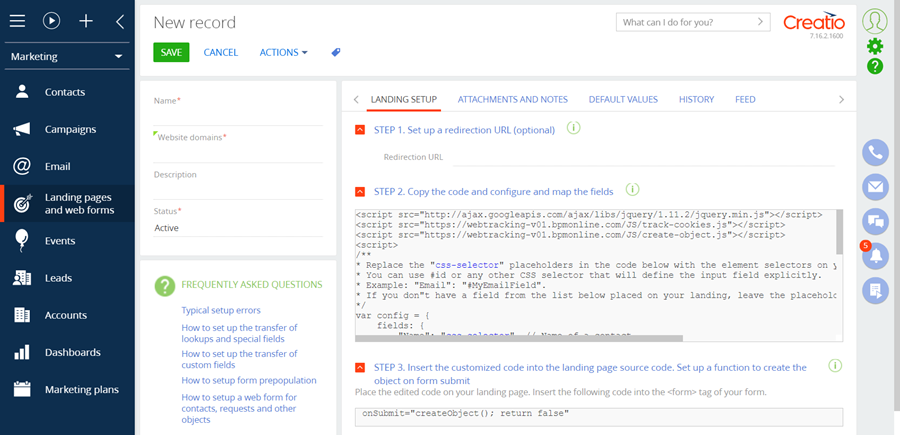 New record
What can I do for you?
Creatio
7.16.2.1600
SAVE
CANCEL
ACTIONS
Marketing
Contacts
Campaigns
Email
Landing pages
and web forms
Events
Leads
Accounts
Dashboards
Marketing plans
Name*
Website domains*
Description
Status*
Active
FREQUENTLY ASKED QUESTIONS
Typical setup errors
How to set up the transfer of
lookups and special fields
How to set up the transfer of
custom fields
How to setup form prepopulation
How to setup a web form for
contacts, requests and other
objects
LANDING SETUP
ATTACHMENTS AND NOTES
DEFAULT VALUES
HISTORY
FEED
STEP 1. Set up a redirection URL (optional)
Redirection URL
STEP 2. Copy the code and configure and map the fields
<script src="http://ajax.googleapis.com/ajax/libs/jquery/1.11.2/jquery.min.js"></script>
<script src="https://webtracking-v01.bpmonline.com/JS/track-cookies.js"></script>
<script src="https://webtracking-v01.bpmonline.com/JS/create-object.js"></script>
<script>
/**
* Replace the "css-selector" placeholders in the code below with the element selectors on y
* You can use #id or any other CSS selector that will define the input field explicitly.
* Example: "Email": "#MyEmailField".
* If you don"t have a field from the list below placed on your landing, leave the placehold
*/
var config = {
fields: {
"Name": "css-selector", // Name of a contact
STEP 3. Insert the customized code into the landing page source code. Set up a function to create the
object on form submit
Place the edited code on your landing page. Insert the following code into the <form> tag of your form.
onSubmit="createObject(); return false"
5